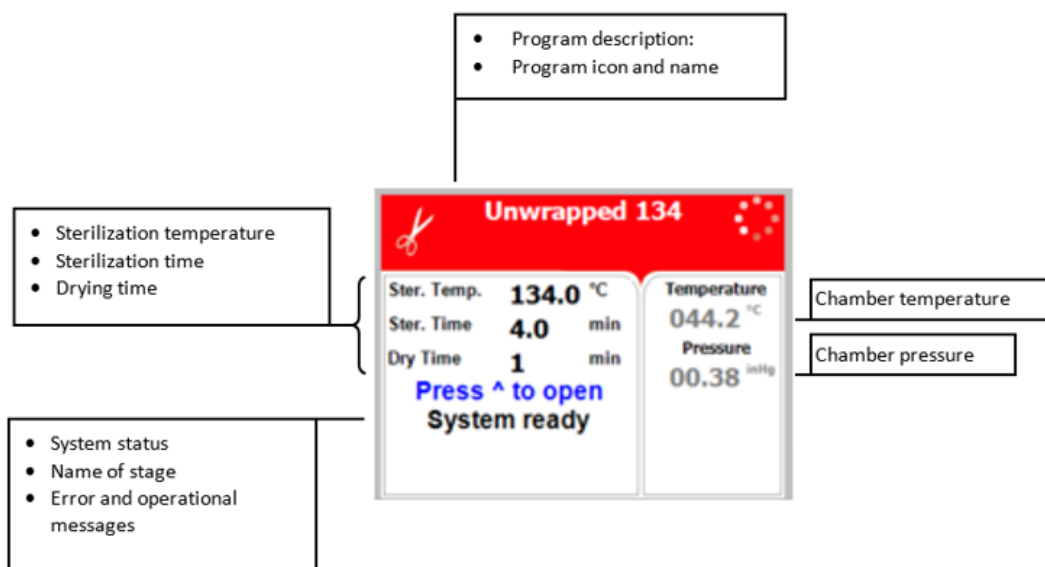 • Program description:
• Program icon and name
• Sterilization temperature
• Sterilization time
• Drying time
Unwrapped 134
Ster. Temp. 134.0 °C
Ster. Time 4.0 min
Dry Time 1 min
Press ^ to open
System ready
Temperature
044.2 °C
Pressure
00.38 inHg
Chamber temperature
Chamber pressure
• System status
• Name of stage
• Error and operational
messages